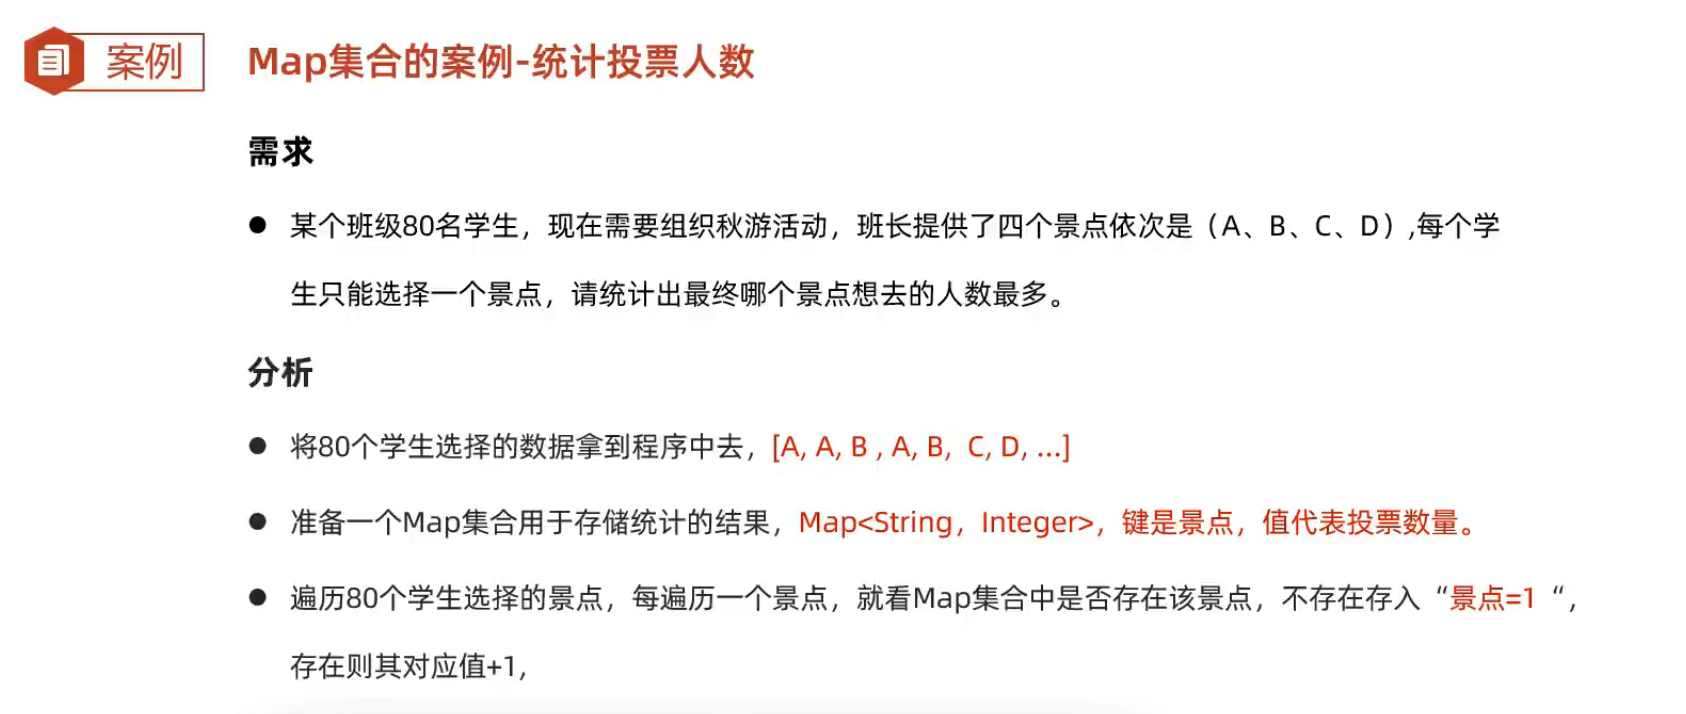 案例
Map集合的案例-统计投票人数
需求
● 某个班级80名学生，现在需要组织秋游活动，班长提供了四个景点依次是（A、B、C、D）,每个学
生只能选择一个景点，请统计出最终哪个景点想去的人数最多。
分析
● 将80个学生选择的数据拿到程序中去，[A, A, B , A, B, C, D, ...]
● 准备一个Map集合用于存储统计的结果，Map<String，Integer>，键是景点，值代表投票数量。
● 遍历80个学生选择的景点，每遍历一个景点，就看Map集合中是否存在该景点，不存在存入“景点=1 “，
存在则其对应值+1,